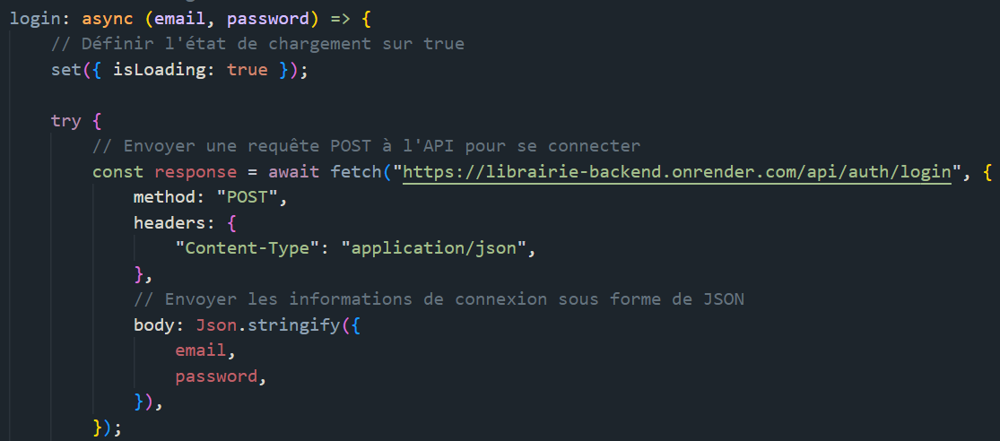 login: async (email, password) => {
// Définir l'état de chargement sur true
set({ isLoading: true });
try {
// Envoyer une requête POST à l'API pour se connecter
const response = await fetch("https://librairie-backend.onrender.com/api/auth/login", {
method: "POST",
headers: {
"Content-Type": "application/json",
},
// Envoyer les informations de connexion sous forme de JSON
body: Json.stringify({
email,
password,
}),
});